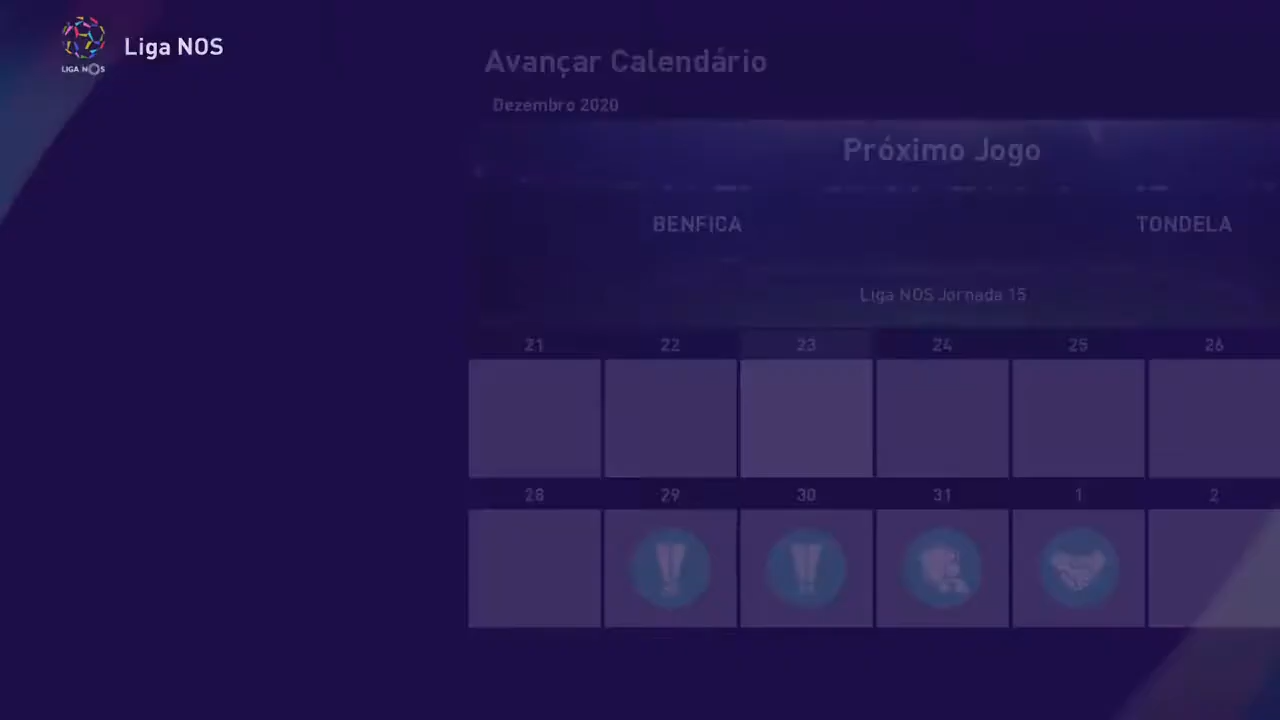 LIGA NOS
Liga NOS
Avançar Calendário
Dezembro 2020
Próximo Jogo
BENFICA TONDELA
Liga NOS Jornada 15
21 22 23 24 25 26
28 29 30 31 1 2